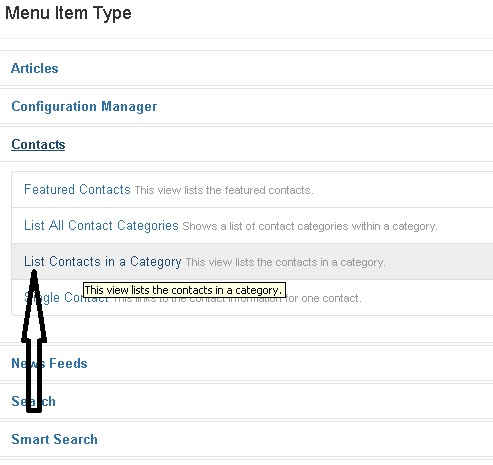 Menu Item Type
Articles
Configuration Manager
Contacts
Featured Contacts This view lists the featured contacts.
List All Contact Categories Shows a list of contact categories within a category.
List Contacts in a Category This view lists the contacts in a category.
This view lists the contacts in a category.
Single Contact This links to the contact information for one contact.
News Feeds
Search
Smart Search